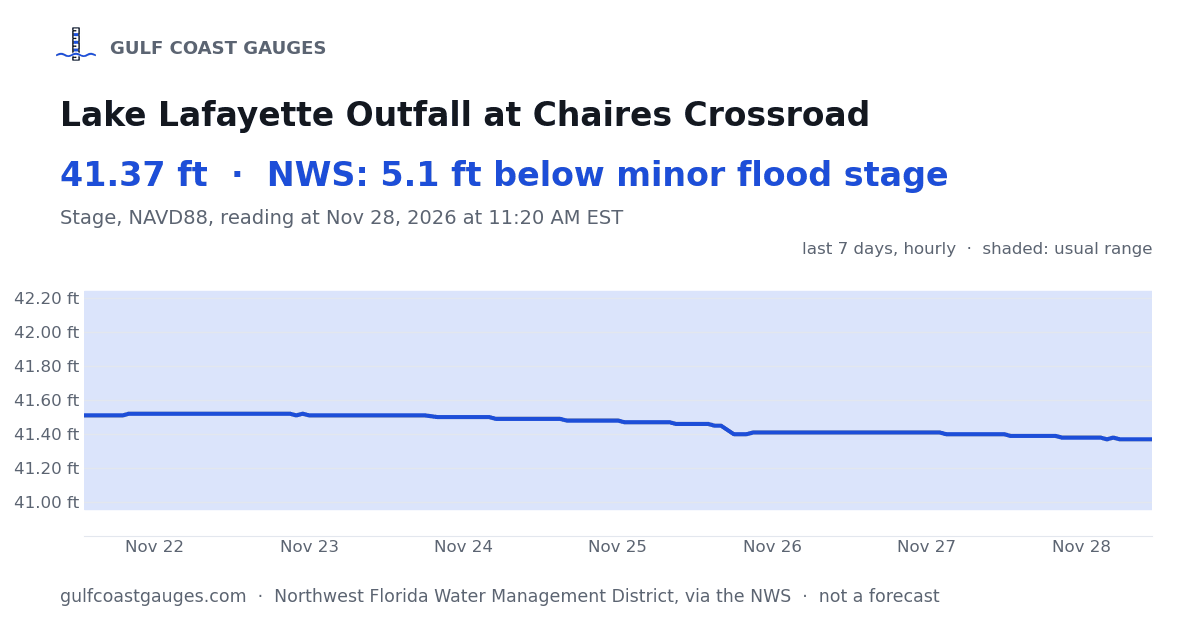 GULF COAST GAUGES
Lake Lafayette Outfall at Chaires Crossroad
41.37 ft · NWS: 5.1 ft below minor flood stage
Stage, NAVD88, reading at Nov 28, 2026 at 11:20 AM EST
last 7 days, hourly · shaded: usual range
42.20 ft
42.00 ft
41.80 ft
41.60 ft
41.40 ft
41.20 ft
41.00 ft
Nov 22 Nov 23 Nov 24 Nov 25 Nov 26 Nov 27 Nov 28
gulfcoastgauges.com · Northwest Florida Water Management District, via the NWS · not a forecast